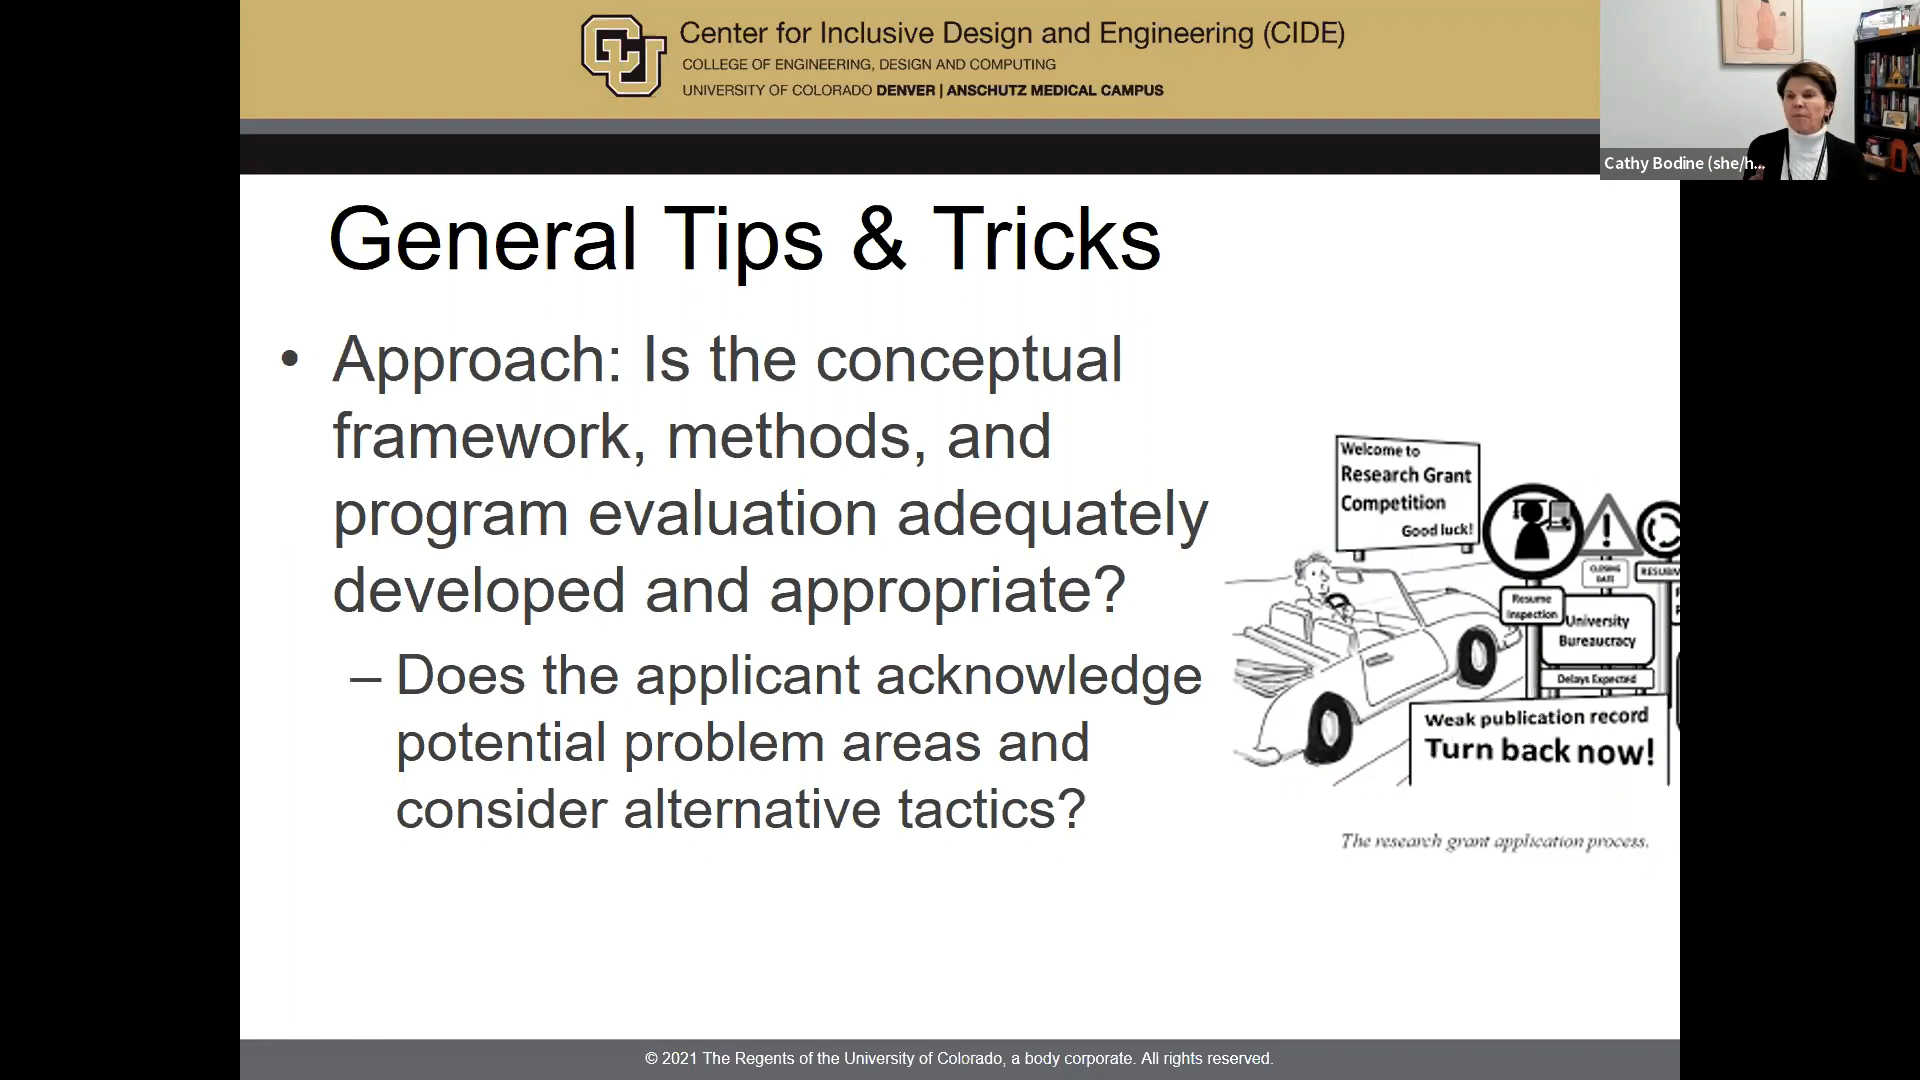 Center for Inclusive Design and Engineering (CIDE)
COLLEGE OF ENGINEERING, DESIGN AND COMPUTING
UNIVERSITY OF COLORADO DENVER | ANSCHUTZ MEDICAL CAMPUS
Cathy Bodine (she/h...
General Tips & Tricks
• Approach: Is the conceptual
framework, methods, and
program evaluation adequately
developed and appropriate?
– Does the applicant acknowledge
potential problem areas and
consider alternative tactics?
Welcome to
Research Grant
Competition
Good luck!
CLOSING
DATE
Resume
Inspection
University
Bureaucracy
Delays Expected
Weak publication record
Turn back now!
The research grant application process.
© 2021 The Regents of the University of Colorado, a body corporate. All rights reserved.